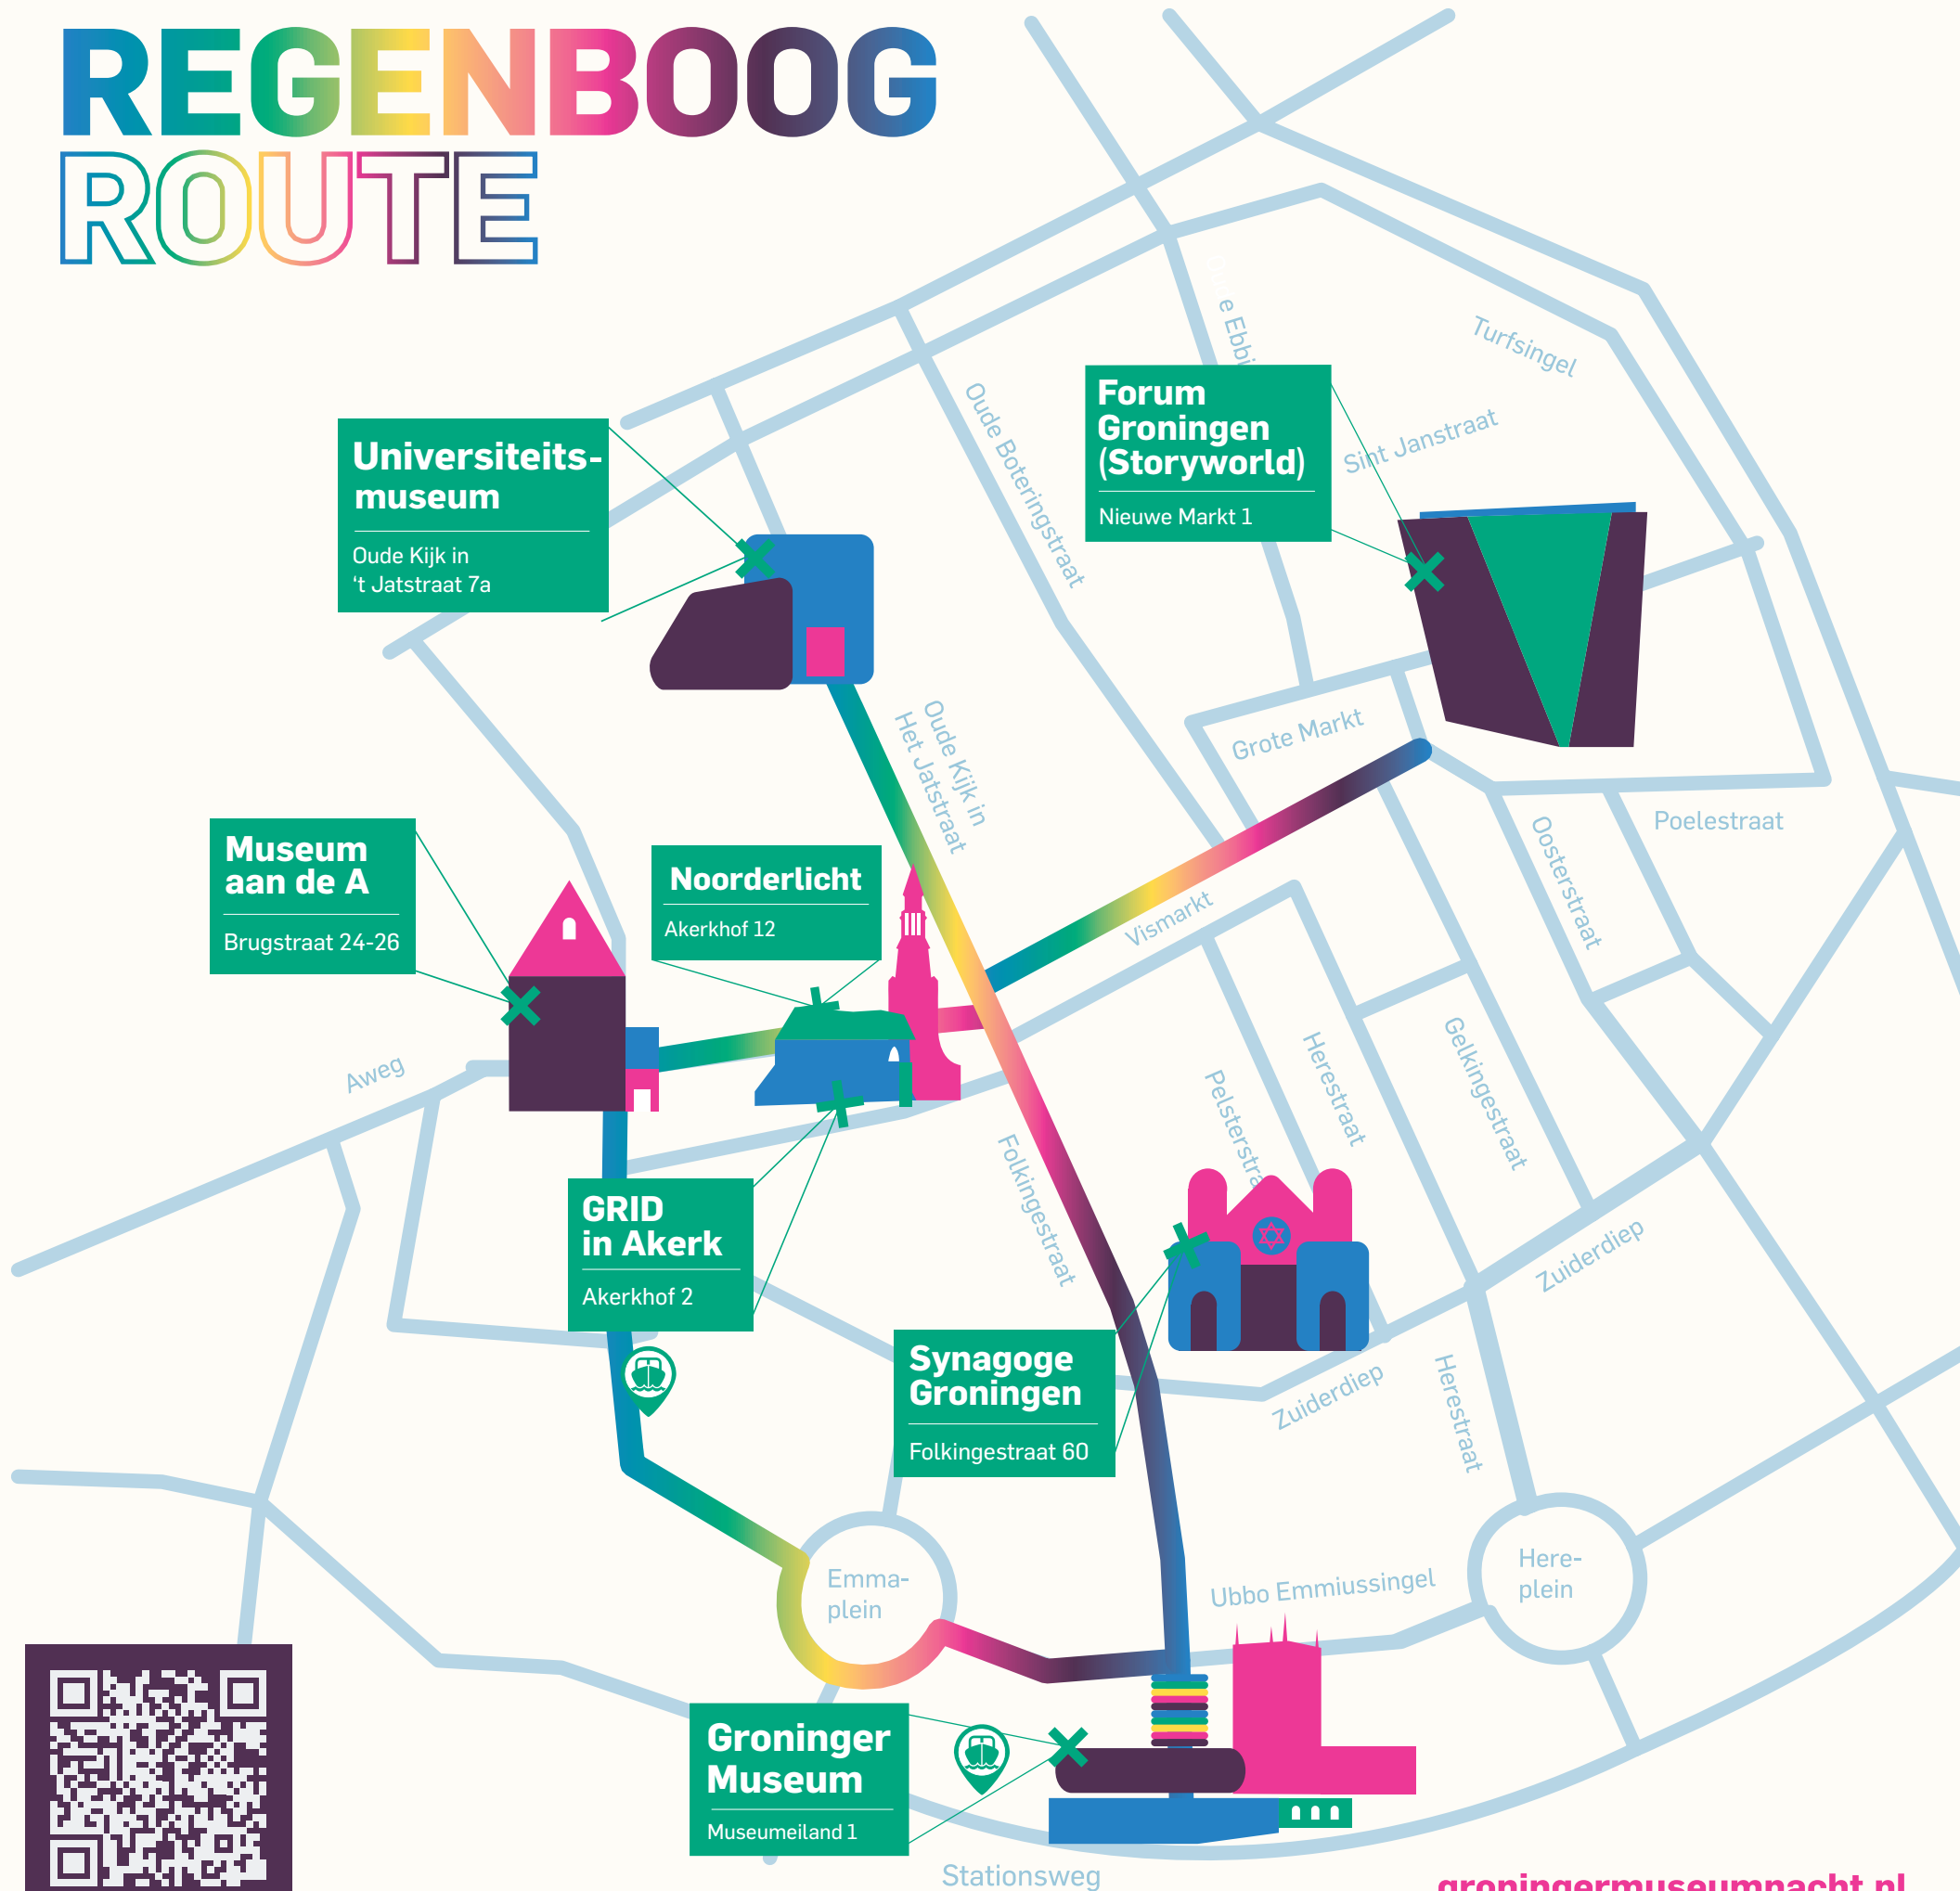 REGENBOOG
ROUTE
Turfsingel
Sint Janstraat
Oude Boteringstraat
Forum
Groningen
(Storyworld)
Nieuwe Markt 1
Universiteits-
museum
Oude Kijk in
‘t Jatstraat 7a
Oude Kijk in
Het Jatstraat
Grote Markt
Poelestraat
Oosterstraat
Vismarkt
Museum
aan de A
Brugstraat 24-26
Noorderlicht
Akerkhof 12
Aweg
Herestraat
Gelkingestraat
Folkingestraat
GRID
in Akerk
Akerkhof 2
Zuiderdiep
Synagoge
Groningen
Folkingestraat 60
Zuiderdiep
Herestraat
Emma-
plein
Ubbo Emmiussingel
Here-
plein
Groninger
Museum
Museumeiland 1
Stationsweg
groningermuseumnacht.nl